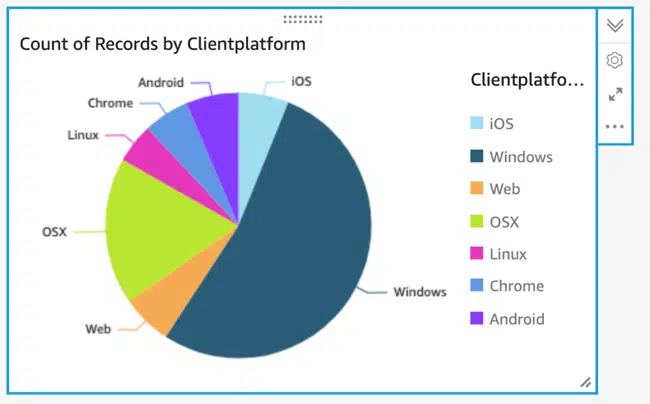 Count of Records by Clientplatform
Clientplatfo...
Android
iOS
Chrome
Linux
OSX
Web
Windows
iOS
Windows
Web
OSX
Linux
Chrome
Android